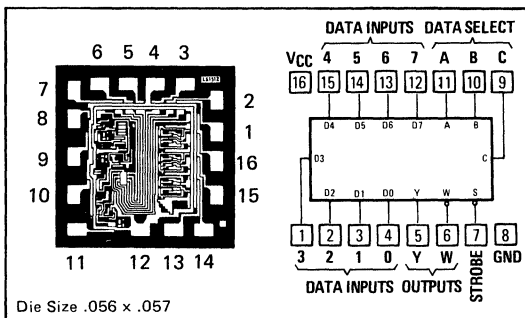 6 5 4 3
7
8
9
10
11 12 13 14
2
1
16
15
Die Size .056 x .057
DATA INPUTS DATA SELECT
VCC 4 5 6 7 A B C
16 15 14 13 12 11 10 9
D4 D5 D6 D7 A B
D3 C
D2 D1 D0 Y W S
1 2 3 4 5 6 7 8
3 2 1 0 Y W STROBE GND
DATA INPUTS OUTPUTS